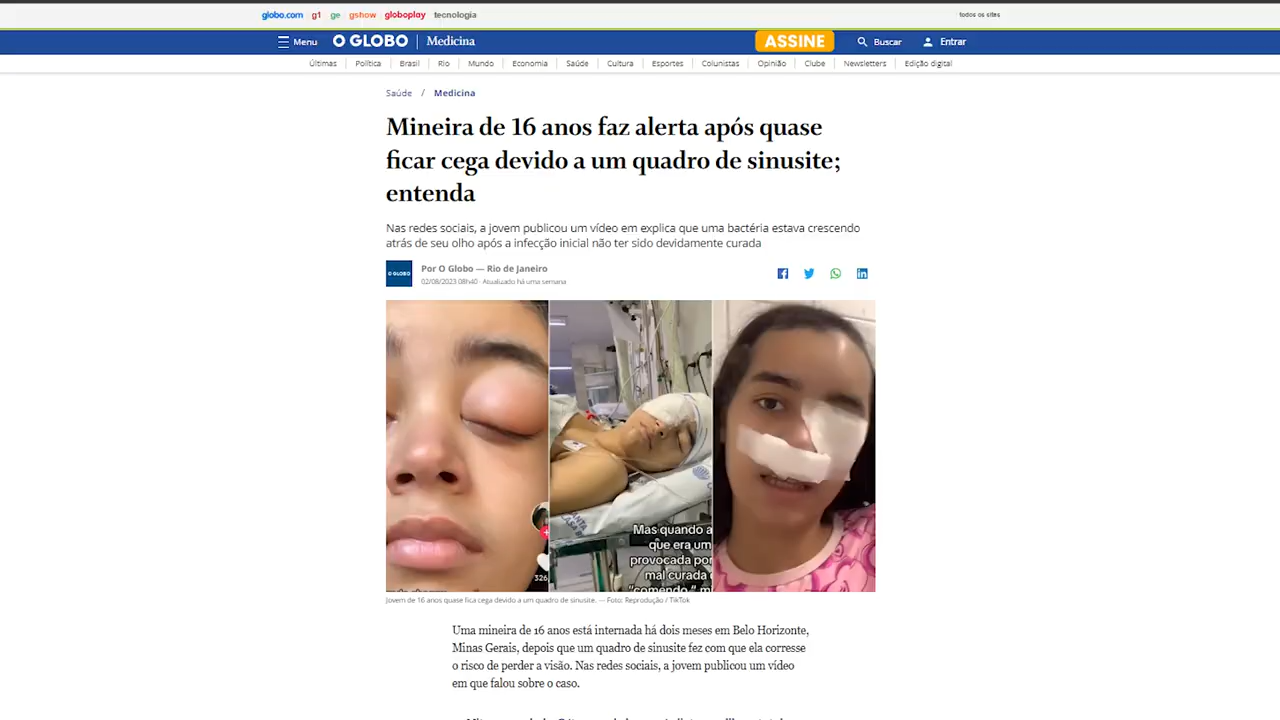 globo.com g1 ge gshow globoplay tecnologia todos os sites
Menu O GLOBO Medicina ASSINE Buscar Entrar
Últimas Política Brasil Rio Mundo Economia Saúde Cultura Esportes Colunistas Opinião Clube Newsletters Edição digital
Saúde / Medicina
Mineira de 16 anos faz alerta após quase
ficar cega devido a um quadro de sinusite;
entenda
Nas redes sociais, a jovem publicou um vídeo em explica que uma bactéria estava crescendo
atrás de seu olho após a infecção inicial não ter sido devidamente curada
O GLOBO
Por O Globo — Rio de Janeiro
02/08/2023 08h40 · Atualizado há uma semana
Mas quando a
que era um
provocada por
mal curada
"comendo" m
326
Jovem de 16 anos quase fica cega devido a um quadro de sinusite. — Foto: Reprodução / TikTok
Uma mineira de 16 anos está internada há dois meses em Belo Horizonte,
Minas Gerais, depois que um quadro de sinusite fez com que ela corresse
o risco de perder a visão. Nas redes sociais, a jovem publicou um vídeo
em que falou sobre o caso.